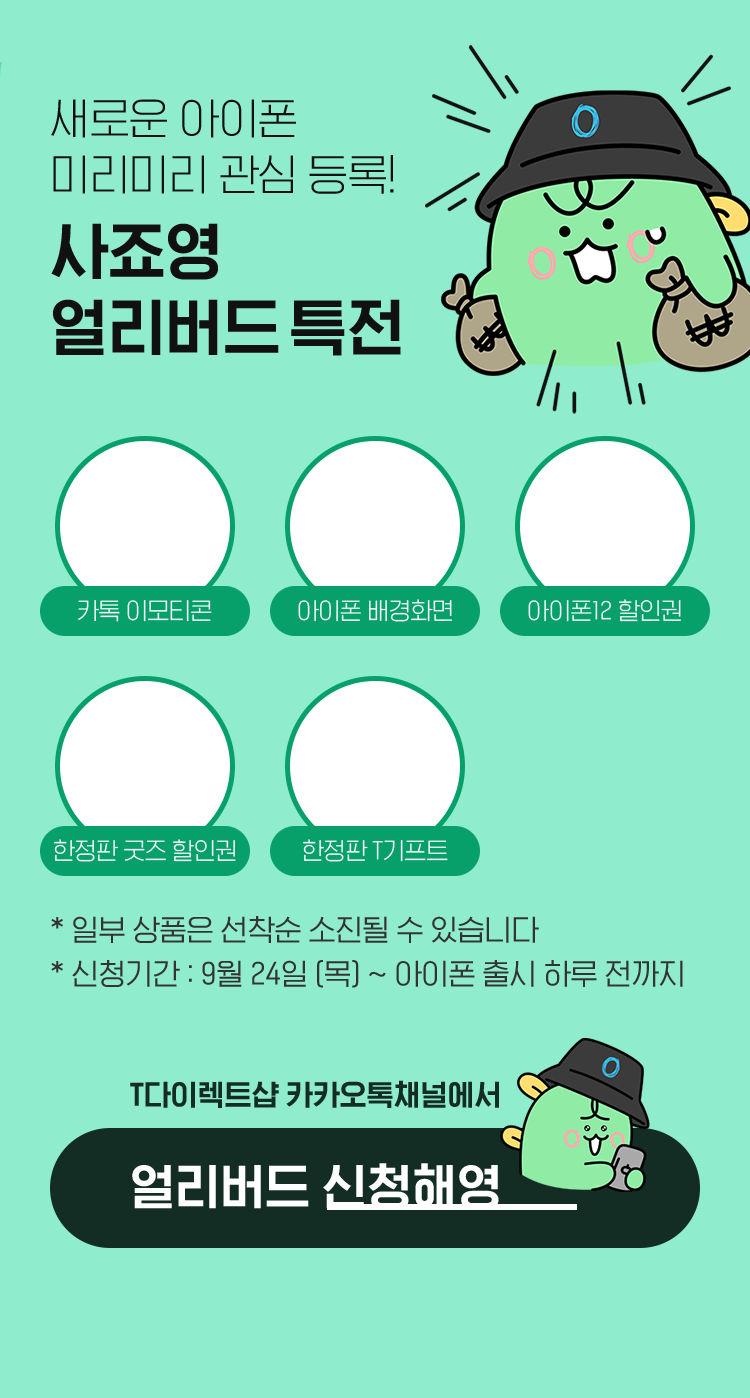 새로운 아이폰
미리미리 관심 등록!
사죠영
얼리버드 특전
카톡 이모티콘
아이폰 배경화면
아이폰12 할인권
한정판 굿즈 할인권
한정판 T기프트
* 일부 상품은 선착순 소진될 수 있습니다
* 신청기간 : 9월 24일 (목) ~ 아이폰 출시 하루 전까지
T다이렉트샵 카카오톡채널에서
얼리버드 신청해영